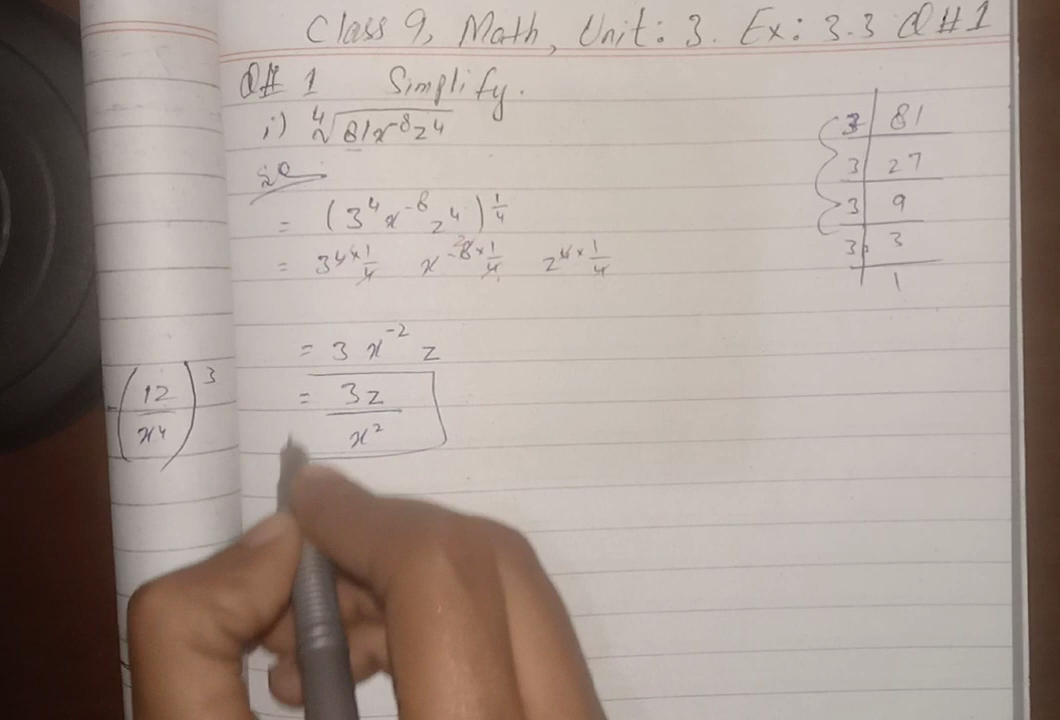 Class 9, Math, Unit: 3. Ex: 3.3 Q#1
Q# 1 Simplify.
i) ∜(81x⁻⁸z⁴)
= (3⁴x⁻⁸z⁴)^(1/4)
= 3^(4×1/4) x^(-8×1/4) z^(4×1/4)
= 3x⁻²z
= 3z/x²
3 | 81
3 | 27
3 | 9
3 | 3
1
(12/x⁴)³